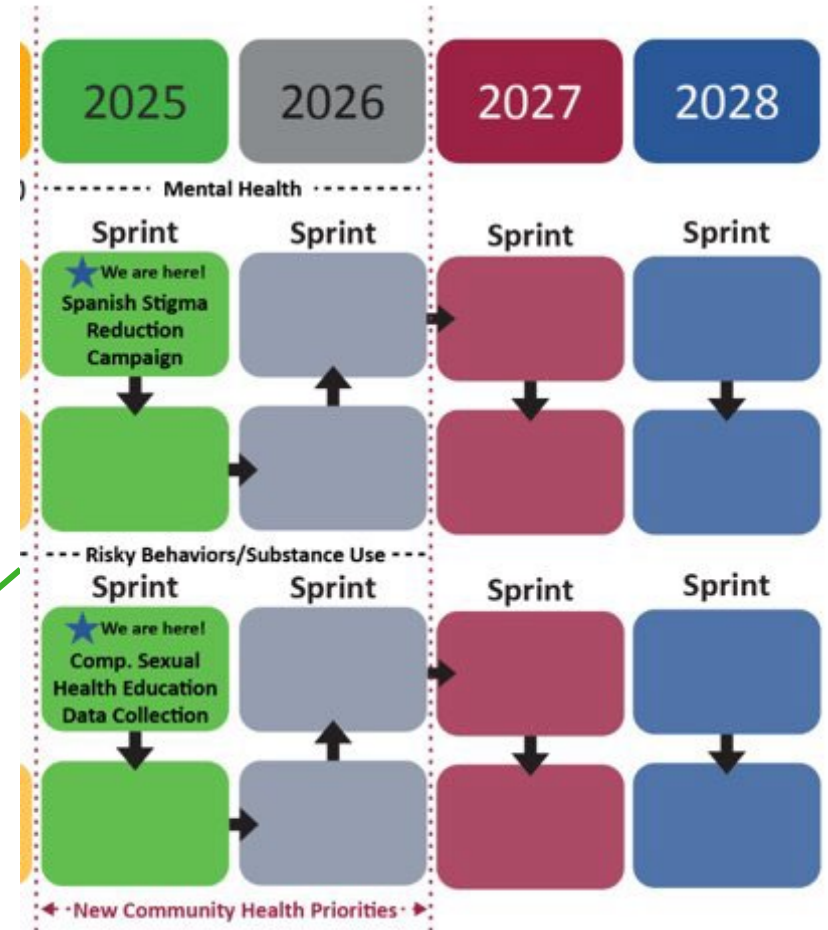 2025 2026 2027 2028
) Mental Health
Sprint Sprint Sprint Sprint
We are here!
Spanish Stigma
Reduction
Campaign
Risky Behaviors/Substance Use
Sprint Sprint Sprint Sprint
We are here!
Comp. Sexual
Health Education
Data Collection
New Community Health Priorities